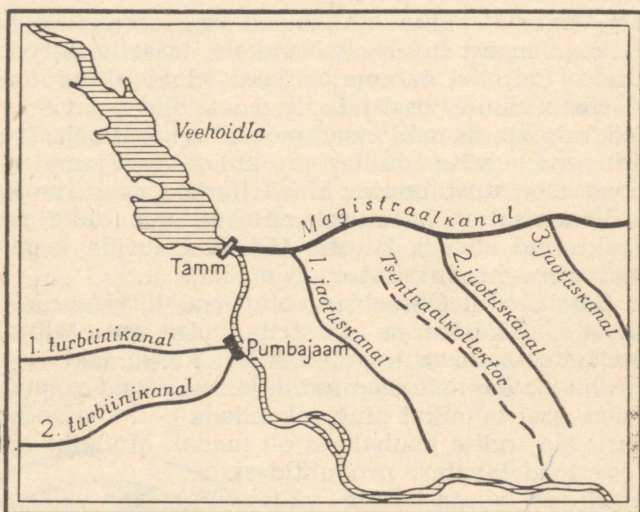 Veehoidla
Magistraalkanal
Tamm
1. jaotuskanal
Tsentraalkollektor
2. jaotuskanal
3. jaotuskanal
1. turbiinikanal
Pumbajaam
2. turbiinikanal